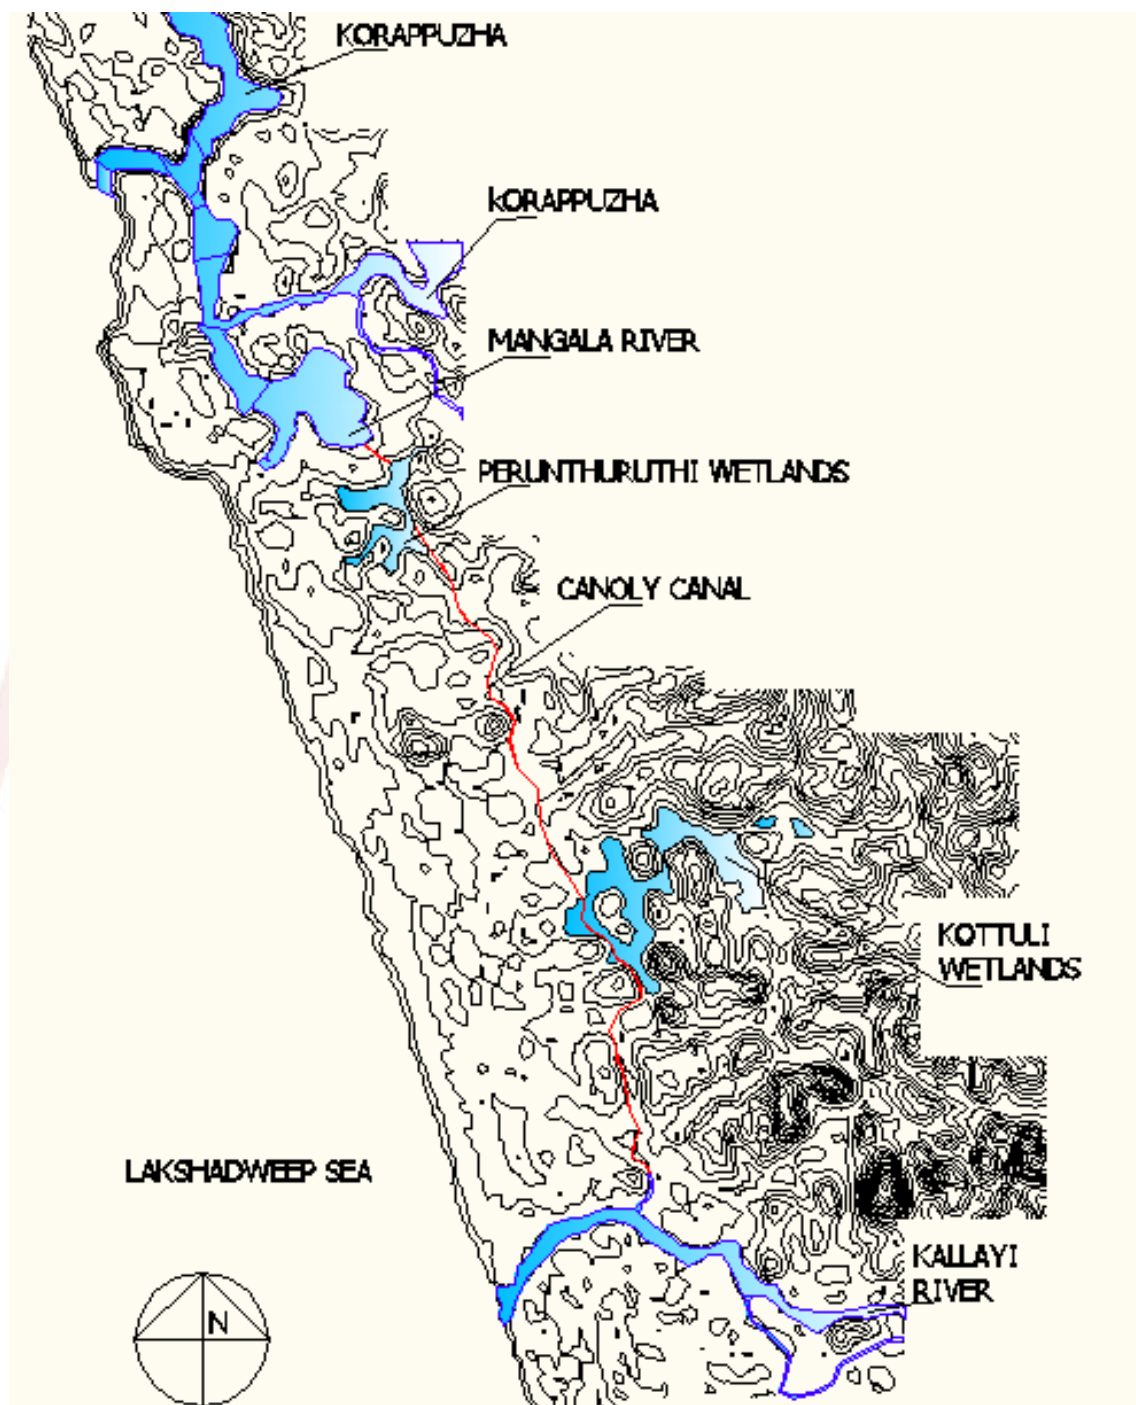 KORAPPUZHA
kORAPPUZHA
MANGALA RIVER
PERUNTHURUTHI WETLANDS
CANOLY CANAL
KOTTULI
WETLANDS
LAKSHADWEEP SEA
KALLAYI
RIVER
N